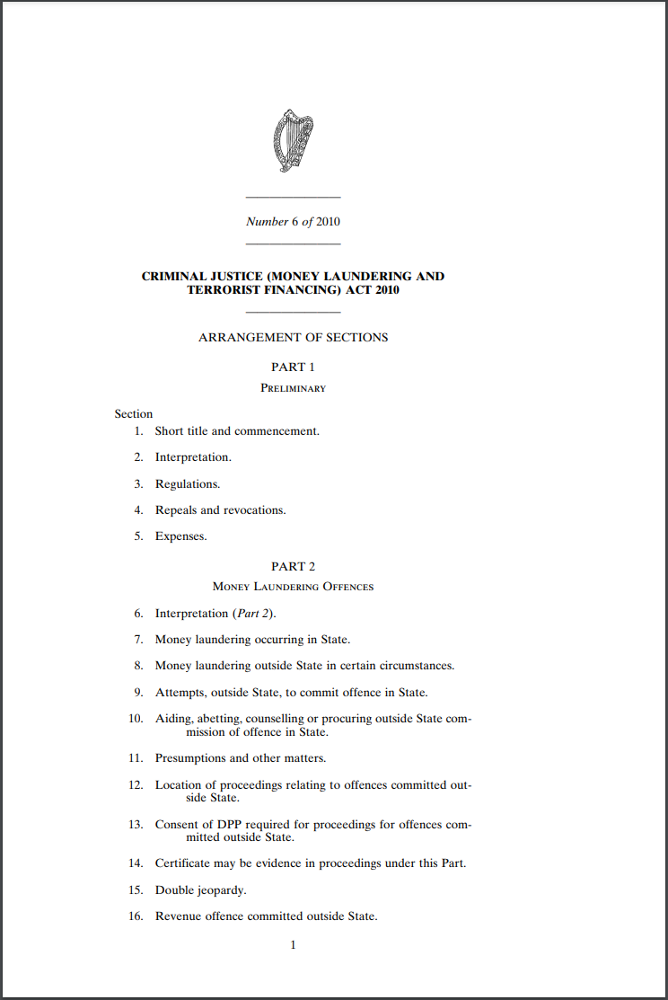 Number 6 of 2010
CRIMINAL JUSTICE (MONEY LAUNDERING AND
TERRORIST FINANCING) ACT 2010
ARRANGEMENT OF SECTIONS
PART 1
Preliminary
Section
1. Short title and commencement.
2. Interpretation.
3. Regulations.
4. Repeals and revocations.
5. Expenses.
PART 2
Money Laundering Offences
6. Interpretation (Part 2).
7. Money laundering occurring in State.
8. Money laundering outside State in certain circumstances.
9. Attempts, outside State, to commit offence in State.
10. Aiding, abetting, counselling or procuring outside State com-
mission of offence in State.
11. Presumptions and other matters.
12. Location of proceedings relating to offences committed out-
side State.
13. Consent of DPP required for proceedings for offences com-
mitted outside State.
14. Certificate may be evidence in proceedings under this Part.
15. Double jeopardy.
16. Revenue offence committed outside State.
1